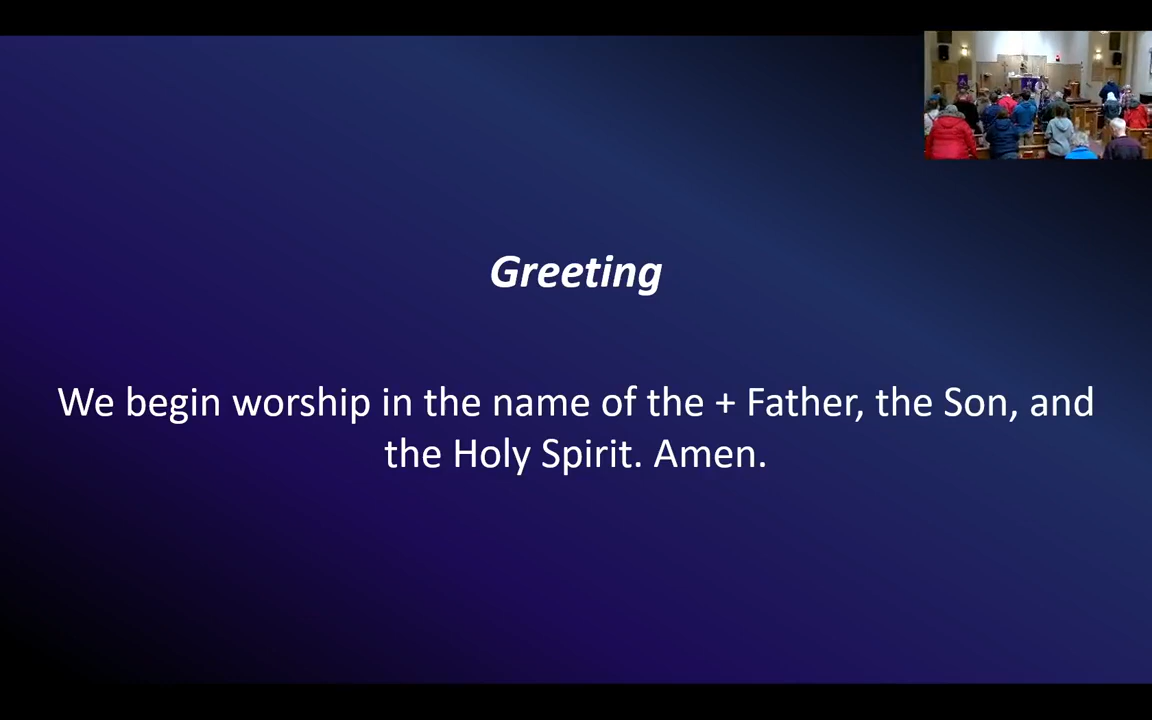 Greeting
We begin worship in the name of the + Father, the Son, and
the Holy Spirit. Amen.